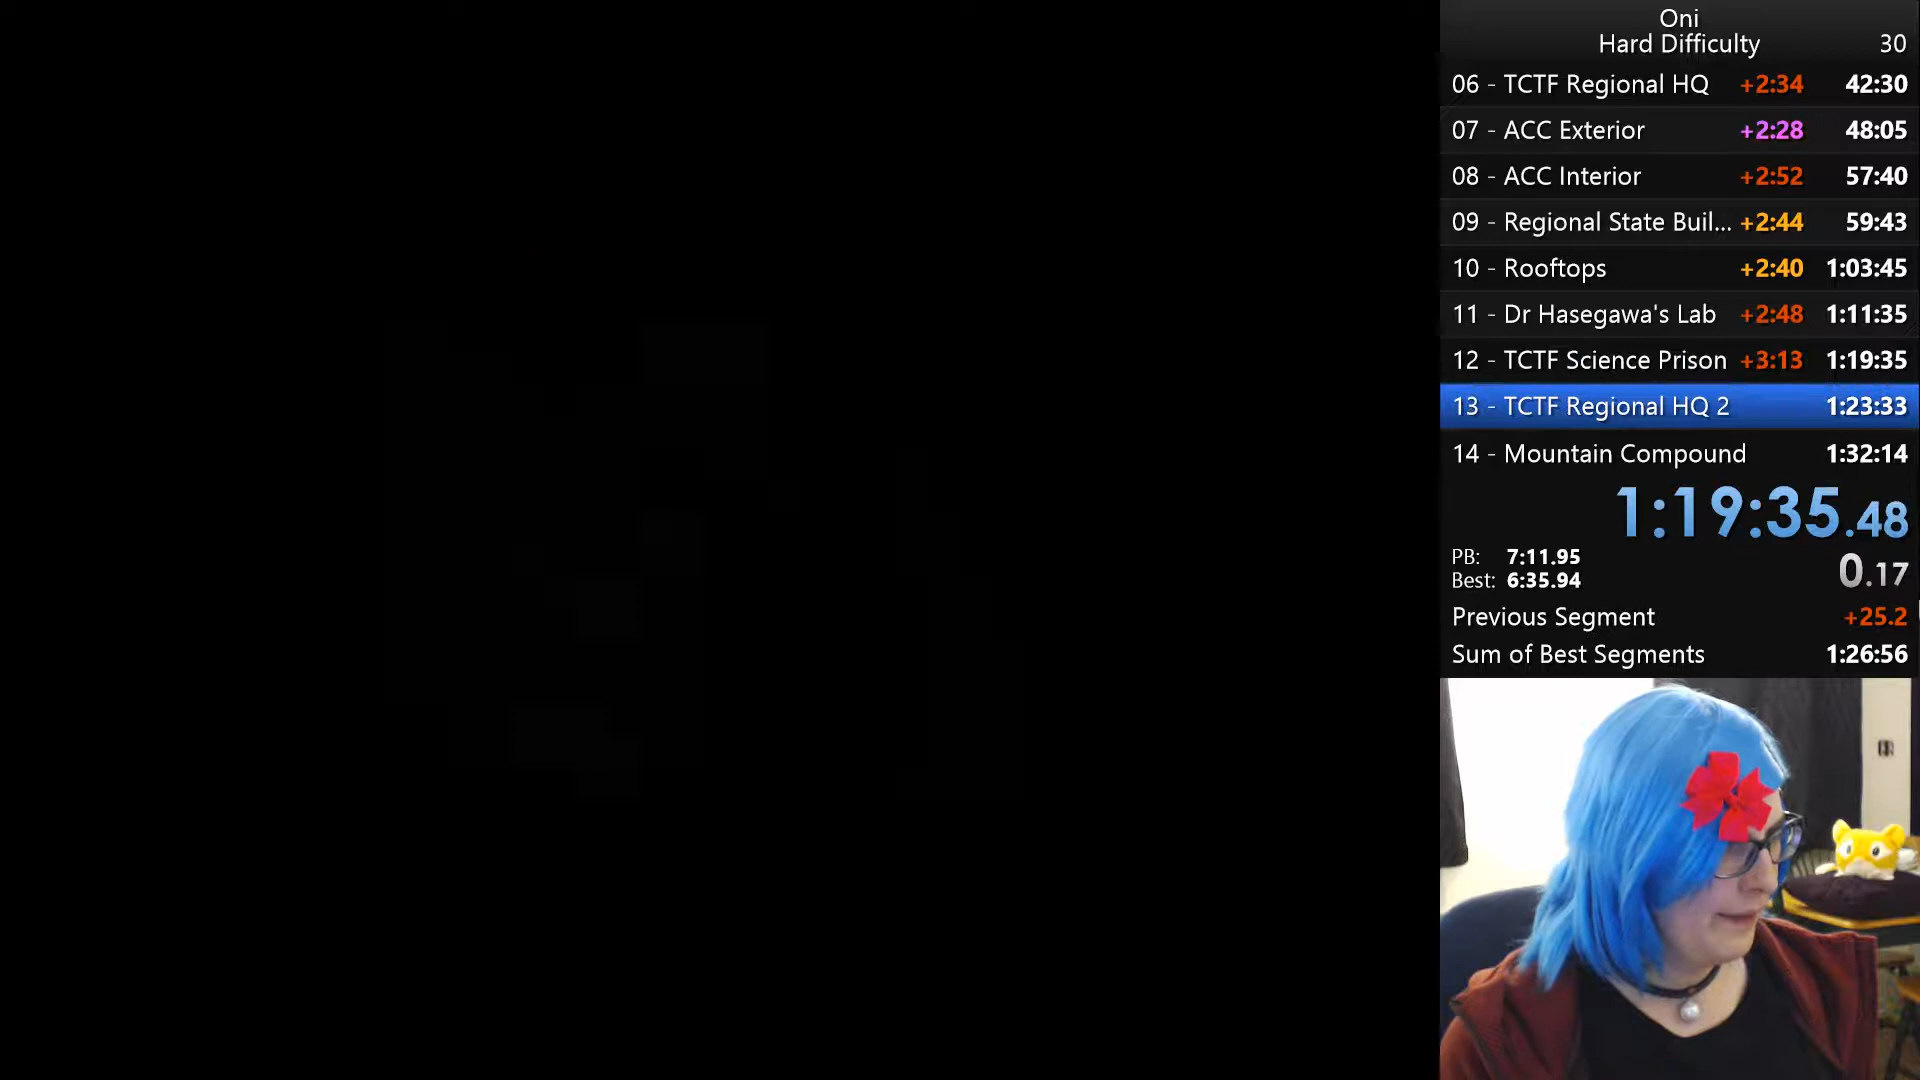 Oni
Hard Difficulty 30
06 - TCTF Regional HQ +2:34 42:30
07 - ACC Exterior +2:28 48:05
08 - ACC Interior +2:52 57:40
09 - Regional State Buil... +2:44 59:43
10 - Rooftops +2:40 1:03:45
11 - Dr Hasegawa's Lab +2:48 1:11:35
12 - TCTF Science Prison +3:13 1:19:35
13 - TCTF Regional HQ 2 1:23:33
14 - Mountain Compound 1:32:14
1:19:35.48
PB: 7:11.95 0.17
Best: 6:35.94
Previous Segment +25.2
Sum of Best Segments 1:26:56